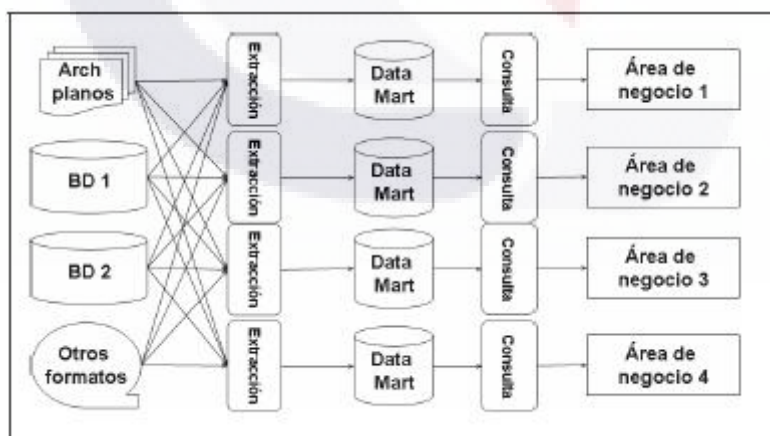 Arch
planos
Extracción
Data
Mart
Consulta
Área de
negocio 1
BD 1
Extracción
Data
Mart
Consulta
Área de
negocio 2
BD 2
Extracción
Data
Mart
Consulta
Área de
negocio 3
Otros
formatos
Extracción
Data
Mart
Consulta
Área de
negocio 4